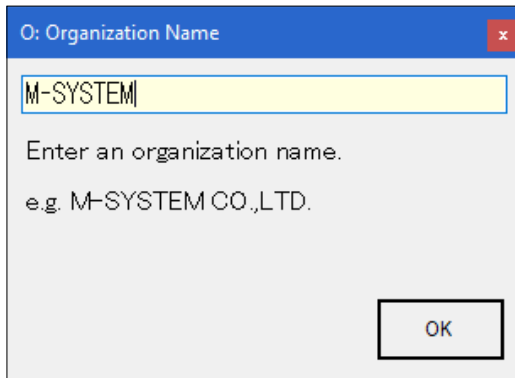 O: Organization Name
x
M-SYSTEM
Enter an organization name.
e.g. M-SYSTEM CO.,LTD.
OK